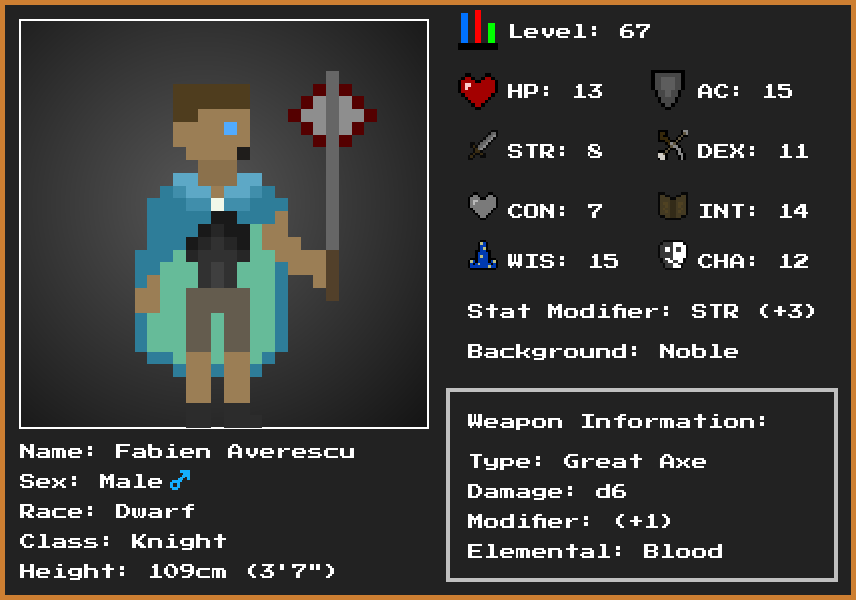 Level: 67
HP: 13
AC: 15
STR: 8
DEX: 11
CON: 7
INT: 14
WIS: 15
CHA: 12
Stat Modifier: STR (+3)
Background: Noble
Weapon Information:
Type: Great Axe
Damage: d6
Modifier: (+1)
Elemental: Blood
Name: Fabien Averescu
Sex: Male♂
Race: Dwarf
Class: Knight
Height: 109cm (3'7")